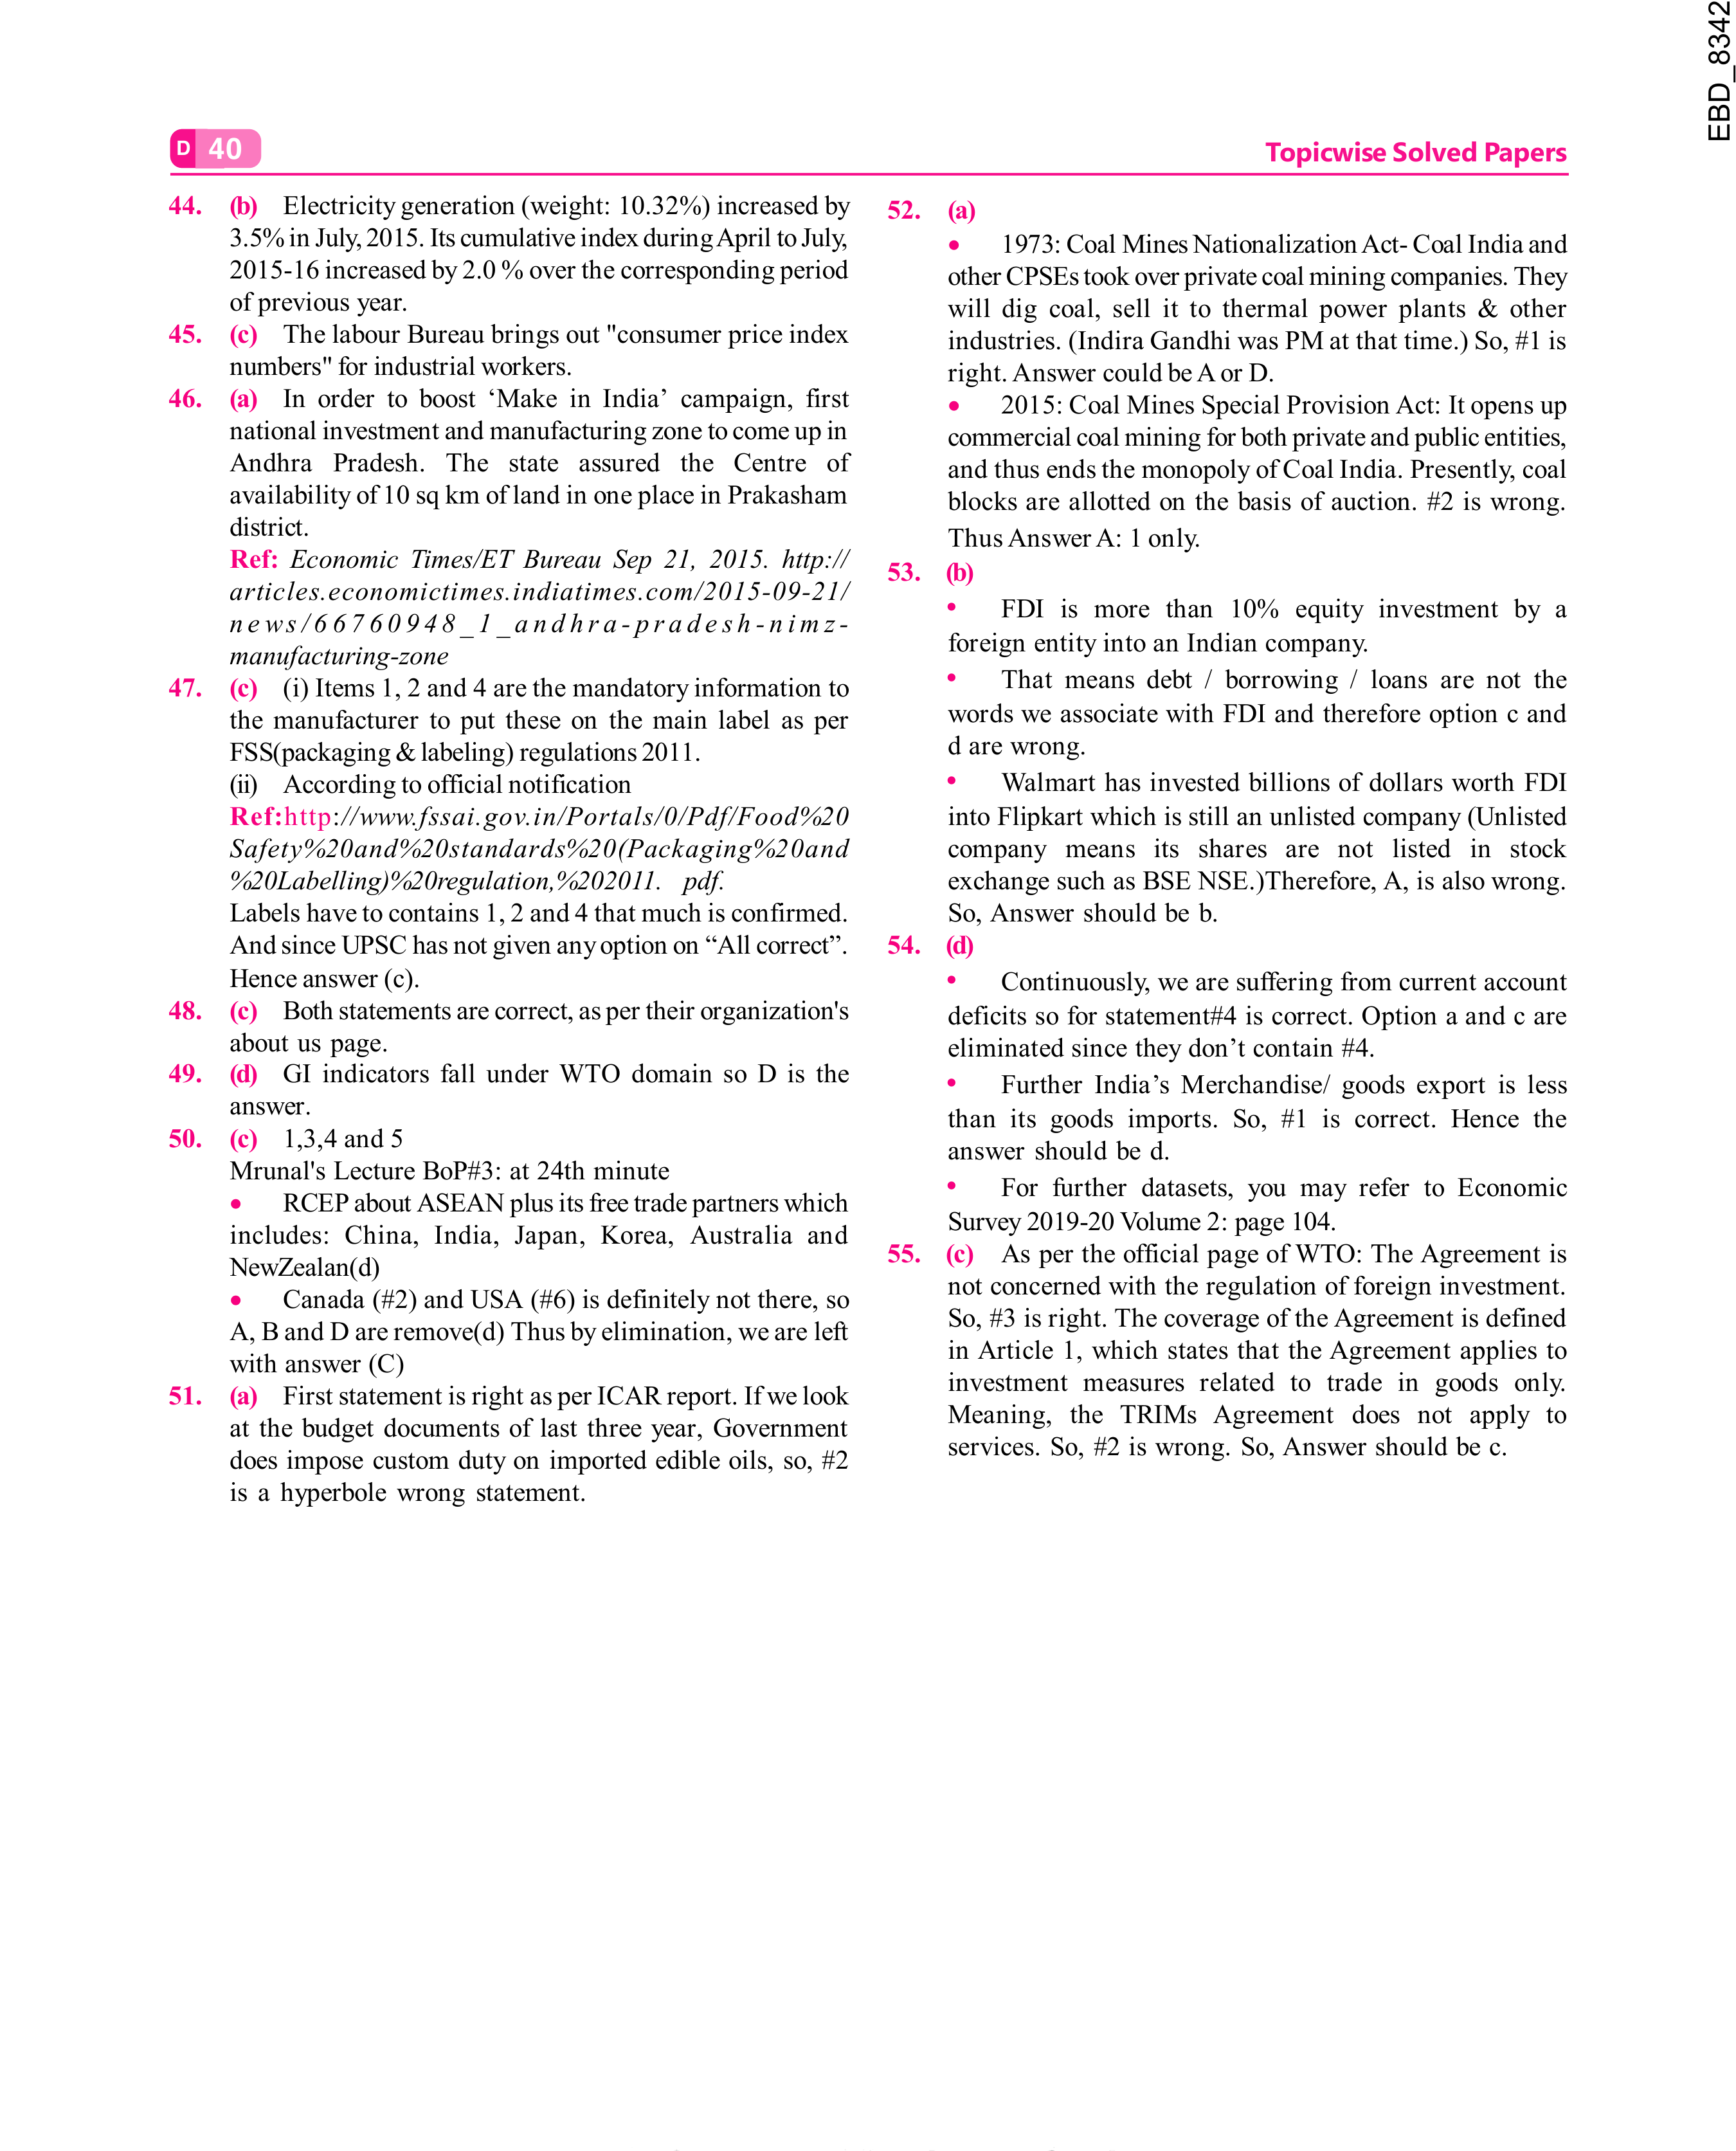 EBD_8342
D 40
Topicwise Solved Papers
44. (b) Electricity generation (weight: 10.32%) increased by
3.5% in July, 2015. Its cumulative index during April to July,
2015-16 increased by 2.0 % over the corresponding period
of previous year.
45. (c) The labour Bureau brings out "consumer price index
numbers" for industrial workers.
46. (a) In order to boost ‘Make in India’ campaign, first
national investment and manufacturing zone to come up in
Andhra Pradesh. The state assured the Centre of
availability of 10 sq km of land in one place in Prakasham
district.
Ref: Economic Times/ET Bureau Sep 21, 2015. http://
articles.economictimes.indiatimes.com/2015-09-21/
news/66760948_1_andhra-pradesh-nimz-
manufacturing-zone
47. (c) (i) Items 1, 2 and 4 are the mandatory information to
the manufacturer to put these on the main label as per
FSS(packaging & labeling) regulations 2011.
(ii) According to official notification
Ref:http://www.fssai.gov.in/Portals/0/Pdf/Food%20
Safety%20and%20standards%20(Packaging%20and
%20Labelling)%20regulation,%202011. pdf.
Labels have to contains 1, 2 and 4 that much is confirmed.
And since UPSC has not given any option on “All correct”.
Hence answer (c).
48. (c) Both statements are correct, as per their organization's
about us page.
49. (d) GI indicators fall under WTO domain so D is the
answer.
50. (c) 1,3,4 and 5
Mrunal's Lecture BoP#3: at 24th minute
• RCEP about ASEAN plus its free trade partners which
includes: China, India, Japan, Korea, Australia and
NewZealan(d)
• Canada (#2) and USA (#6) is definitely not there, so
A, B and D are remove(d) Thus by elimination, we are left
with answer (C)
51. (a) First statement is right as per ICAR report. If we look
at the budget documents of last three year, Government
does impose custom duty on imported edible oils, so, #2
is a hyperbole wrong statement.
52. (a)
• 1973: Coal Mines Nationalization Act- Coal India and
other CPSEs took over private coal mining companies. They
will dig coal, sell it to thermal power plants & other
industries. (Indira Gandhi was PM at that time.) So, #1 is
right. Answer could be A or D.
• 2015: Coal Mines Special Provision Act: It opens up
commercial coal mining for both private and public entities,
and thus ends the monopoly of Coal India. Presently, coal
blocks are allotted on the basis of auction. #2 is wrong.
Thus Answer A: 1 only.
53. (b)
• FDI is more than 10% equity investment by a
foreign entity into an Indian company.
• That means debt / borrowing / loans are not the
words we associate with FDI and therefore option c and
d are wrong.
• Walmart has invested billions of dollars worth FDI
into Flipkart which is still an unlisted company (Unlisted
company means its shares are not listed in stock
exchange such as BSE NSE.)Therefore, A, is also wrong.
So, Answer should be b.
54. (d)
• Continuously, we are suffering from current account
deficits so for statement#4 is correct. Option a and c are
eliminated since they don’t contain #4.
• Further India’s Merchandise/ goods export is less
than its goods imports. So, #1 is correct. Hence the
answer should be d.
• For further datasets, you may refer to Economic
Survey 2019-20 Volume 2: page 104.
55. (c) As per the official page of WTO: The Agreement is
not concerned with the regulation of foreign investment.
So, #3 is right. The coverage of the Agreement is defined
in Article 1, which states that the Agreement applies to
investment measures related to trade in goods only.
Meaning, the TRIMs Agreement does not apply to
services. So, #2 is wrong. So, Answer should be c.